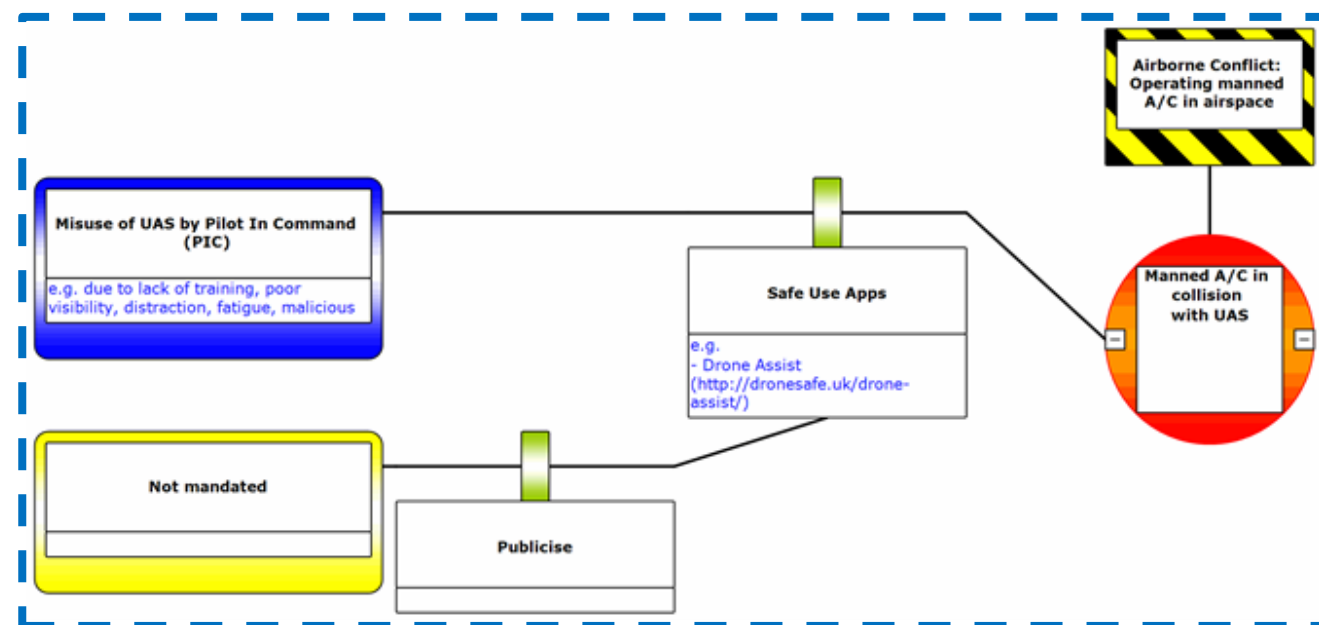 Airborne Conflict:
Operating manned
A/C in airspace
Misuse of UAS by Pilot In Command
(PIC)
e.g. due to lack of training, poor
visibility, distraction, fatigue, malicious
Safe Use Apps
e.g.
- Drone Assist
(http://dronesafe.uk/drone-
assist/)
Manned A/C in
collision
with UAS
Not mandated
Publicise